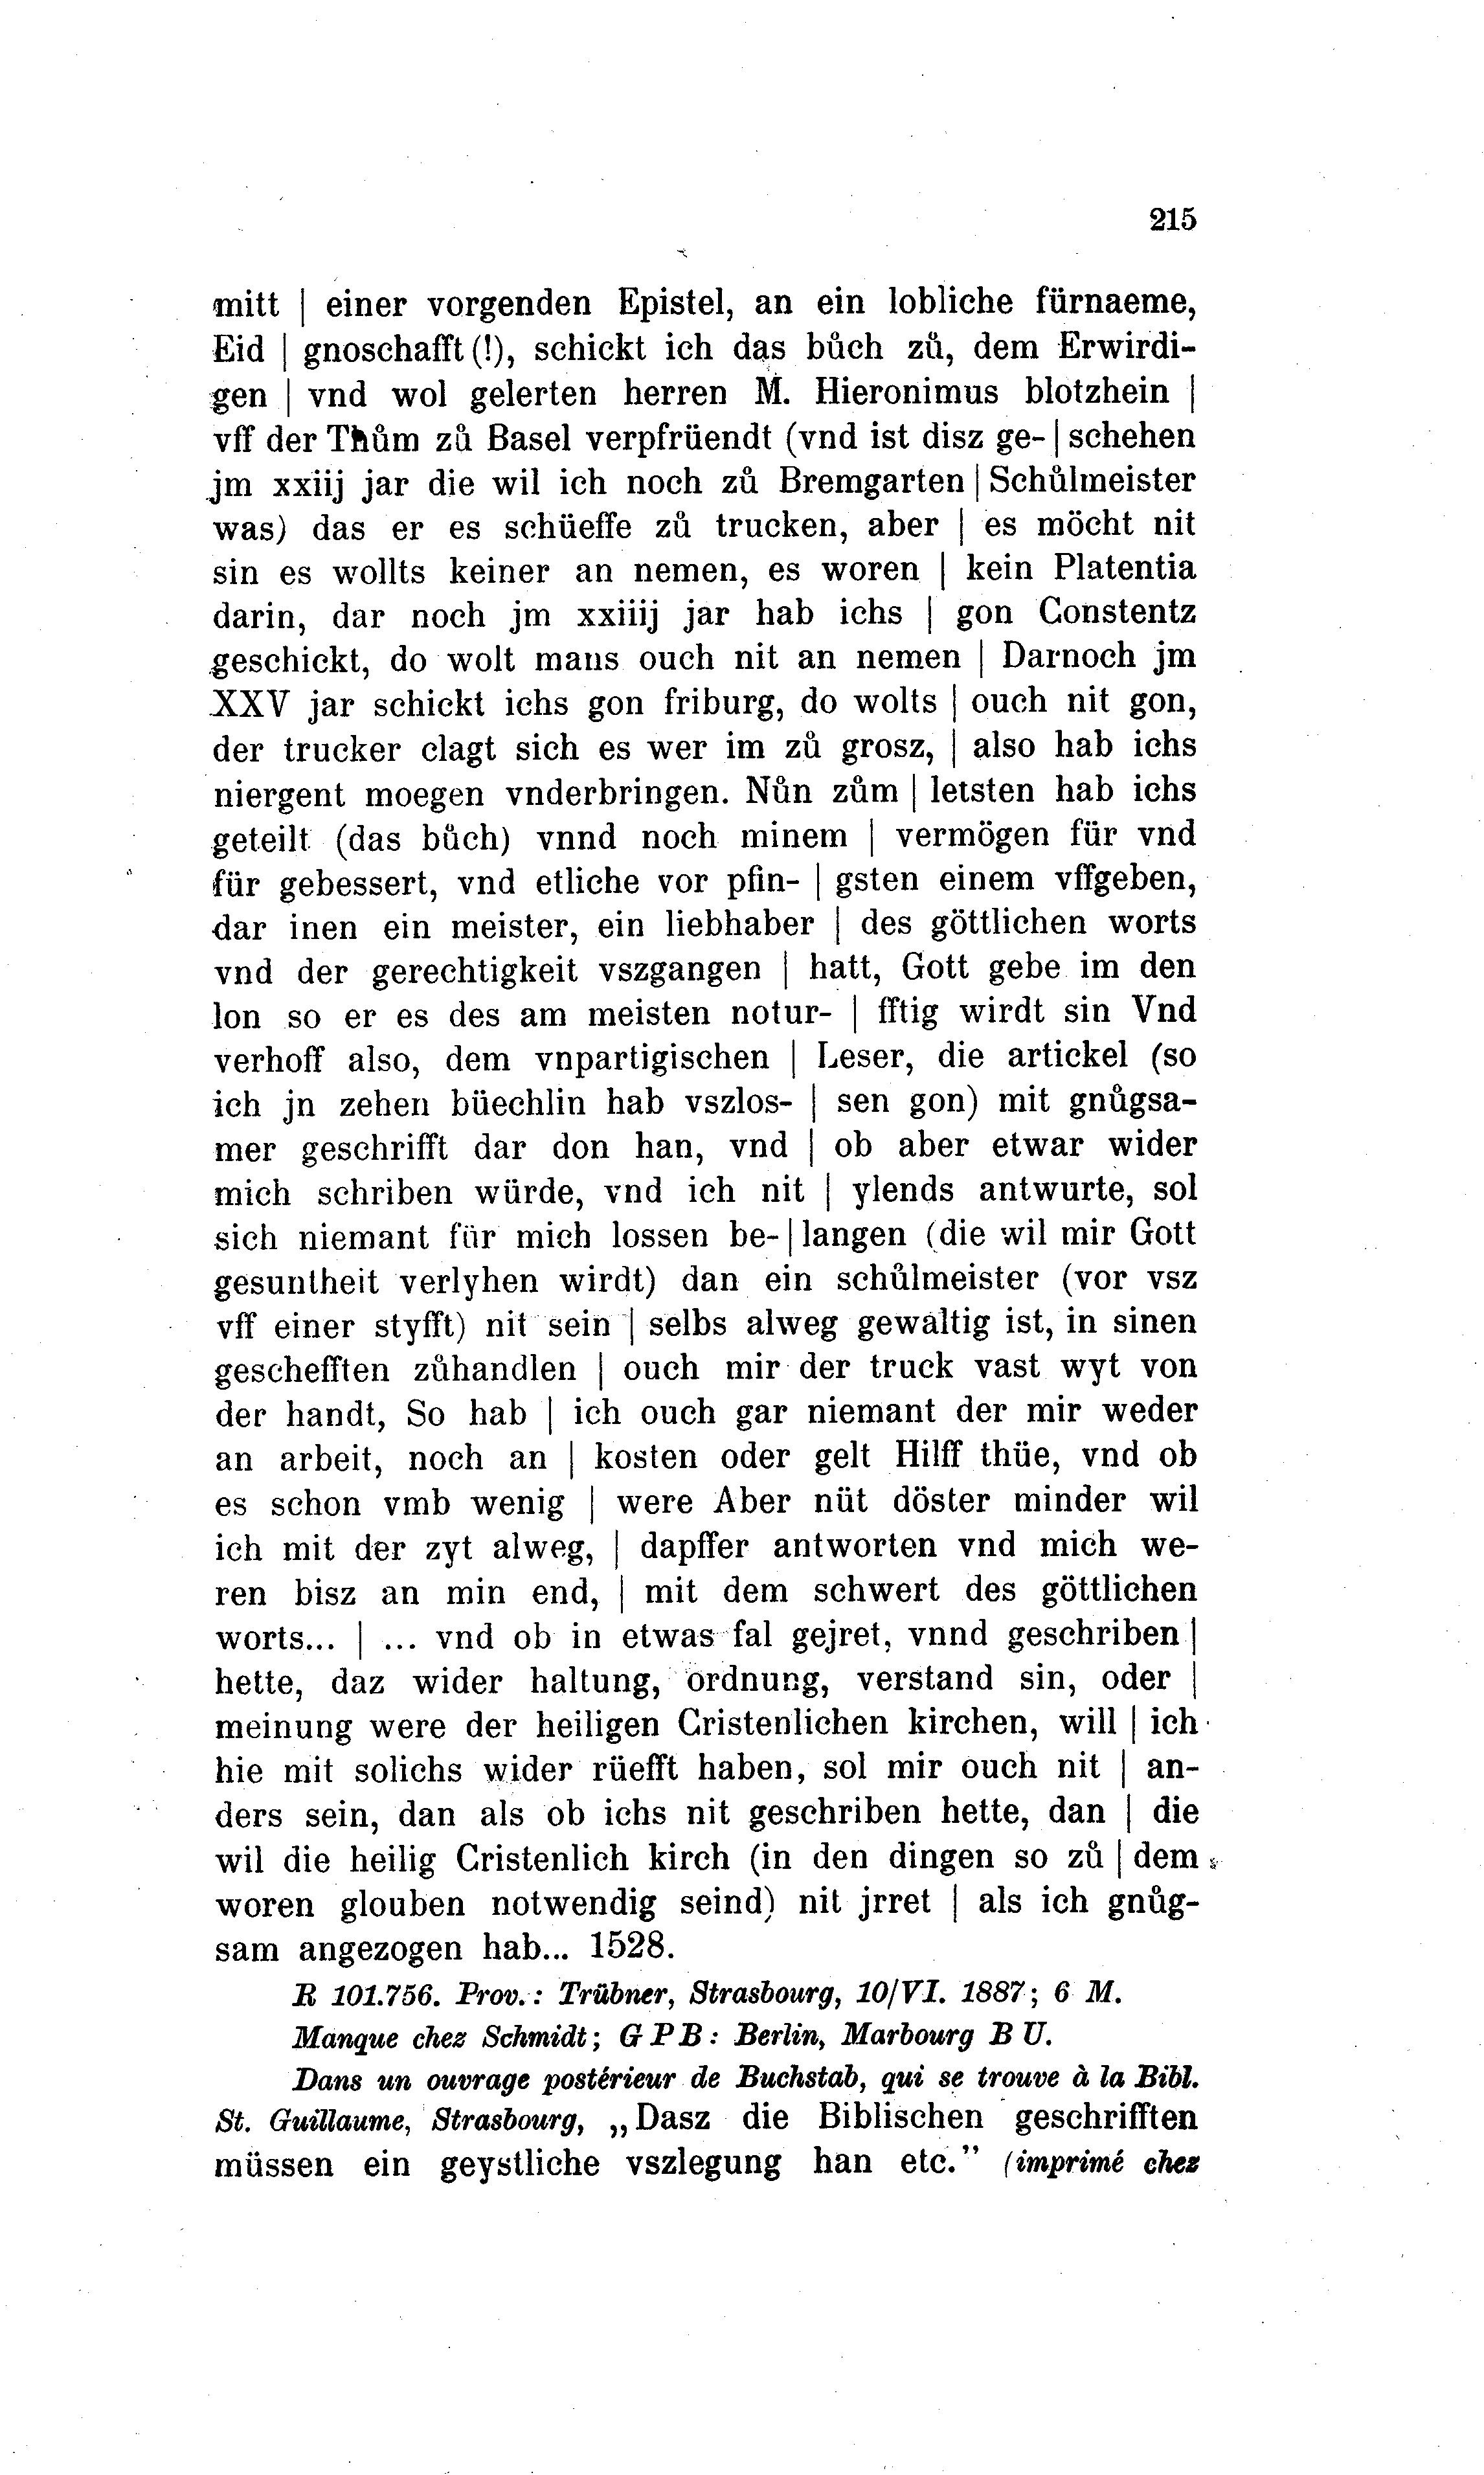 215
mitt | einer vorgenden Epistel, an ein lobliche fürnaeme,
Eid | gnoschafft (!), schickt ich das bůch zů, dem Erwirdi-
gen | vnd wol gelerten herren M. Hieronimus blotzhein |
vff der Thům zů Basel verpfrüendt (vnd ist disz ge- | schehen
jm xxiij jar die wil ich noch zů Bremgarten | Schůlmeister
was) das er es schüeffe zů trucken, aber | es möcht nit
sin es wollts keiner an nemen, es woren | kein Platentia
darin, dar noch jm xxiiij jar hab ichs | gon Constentz
geschickt, do wolt mans ouch nit an nemen | Darnoch jm
XXV jar schickt ichs gon friburg, do wolts | ouch nit gon,
der trucker clagt sich es wer im zů grosz, | also hab ichs
niergent moegen vnderbringen. Nůn zům | letsten hab ichs
geteilt (das bůch) vnnd noch minem | vermögen für vnd
für gebessert, vnd etliche vor pfin- | gsten einem vffgeben,
dar inen ein meister, ein liebhaber | des göttlichen worts
vnd der gerechtigkeit vszgangen | hatt, Gott gebe im den
lon so er es des am meisten notur- | fftig wirdt sin Vnd
verhoff also, dem vnpartigischen | Leser, die artickel (so
ich jn zehen büechlin hab vszlos- | sen gon) mit gnůgsa-
mer geschrifft dar don han, vnd | ob aber etwar wider
mich schriben würde, vnd ich nit | ylends antwurte, sol
sich niemant für mich lossen be- | langen (die wil mir Gott
gesuntheit verlyhen wirdt) dan ein schůlmeister (vor vsz
vff einer styfft) nit sein | selbs alweg gewaltig ist, in sinen
geschefften zůhandlen | ouch mir der truck vast wyt von
der handt, So hab | ich ouch gar niemant der mir weder
an arbeit, noch an | kosten oder gelt Hilff thüe, vnd ob
es schon vmb wenig | were Aber nüt döster minder wil
ich mit der zyt alweg, | dapffer antworten vnd mich we-
ren bisz an min end, | mit dem schwert des göttlichen
worts... | ... vnd ob in etwas fal gejret, vnnd geschriben |
hette, daz wider haltung, ordnung, verstand sin, oder |
meinung were der heiligen Cristenlichen kirchen, will | ich
hie mit solichs wider rüefft haben, sol mir ouch nit | an-
ders sein, dan als ob ichs nit geschriben hette, dan | die
wil die heilig Cristenlich kirch (in den dingen so zů | dem
woren glouben notwendig seind) nit jrret | als ich gnůg-
sam angezogen hab... 1528.
R 101.756. Prov.: Trübner, Strasbourg, 10/VI. 1887; 6 M.
Manque chez Schmidt; G P B: Berlin, Marbourg B U.
Dans un ouvrage postérieur de Buchstab, qui se trouve à la Bibl.
St. Guillaume, Strasbourg, „Dasz die Biblischen geschrifften
müssen ein geystliche vszlegung han etc.” (imprimé chez